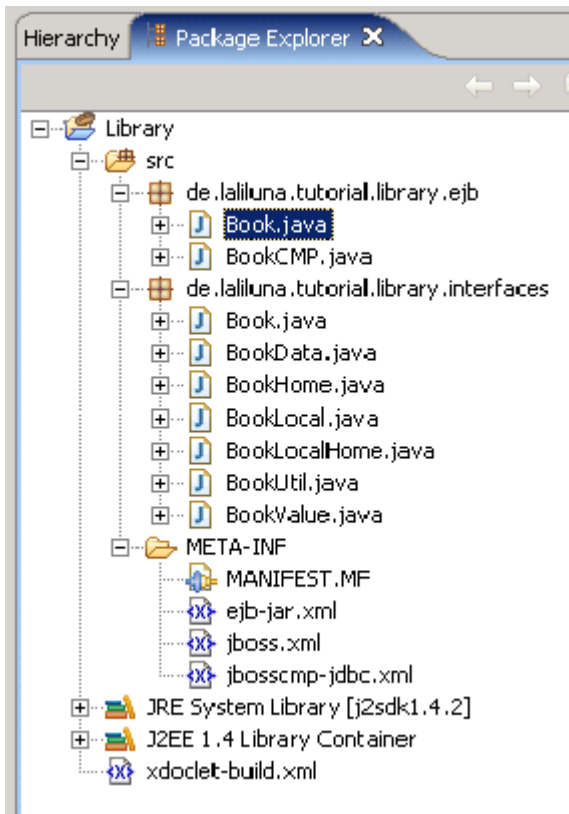 Hierarchy Package Explorer
Library
src
de.laliluna.tutorial.library.ejb
Book.java
BookCMP.java
de.laliluna.tutorial.library.interfaces
Book.java
BookData.java
BookHome.java
BookLocal.java
BookLocalHome.java
BookUtil.java
BookValue.java
META-INF
MANIFEST.MF
ejb-jar.xml
jboss.xml
jbosscmp-jdbc.xml
JRE System Library [j2sdk1.4.2]
J2EE 1.4 Library Container
xdoclet-build.xml